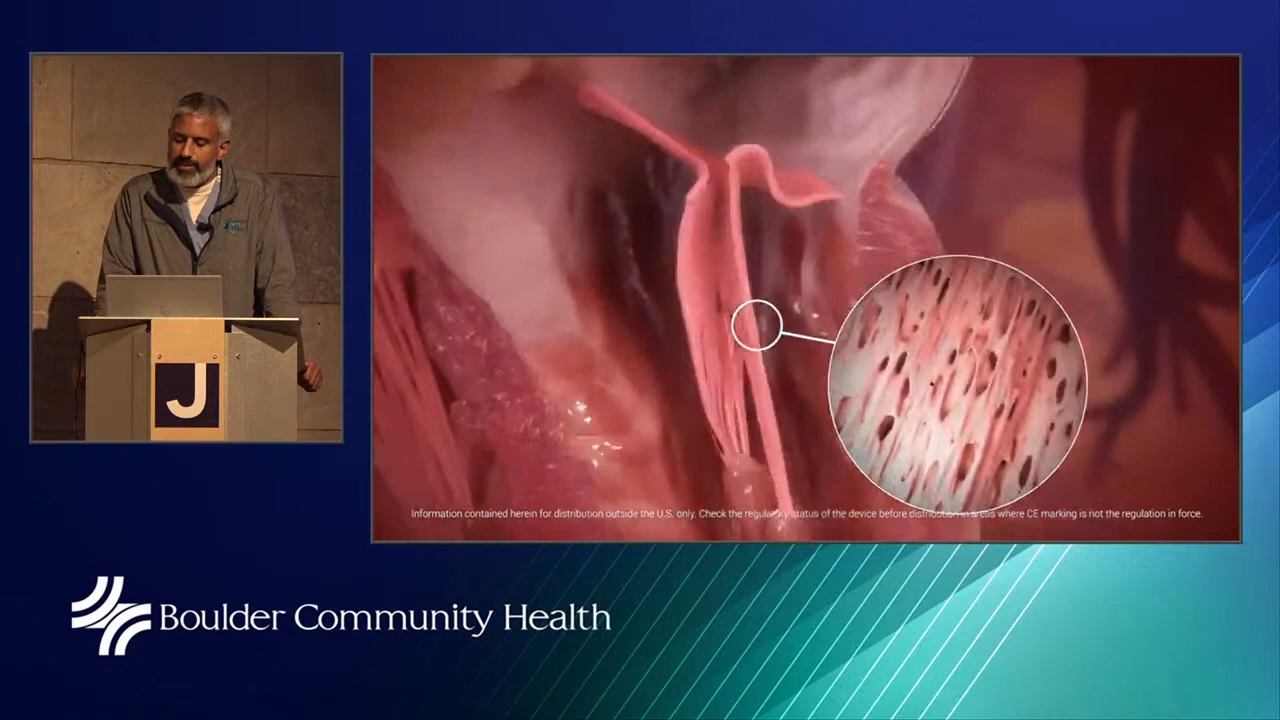 J
Information contained herein for distribution outside the U.S. only. Check the regulatory status of the device before distribution in areas where CE marking is not the regulation in force.
Boulder Community Health